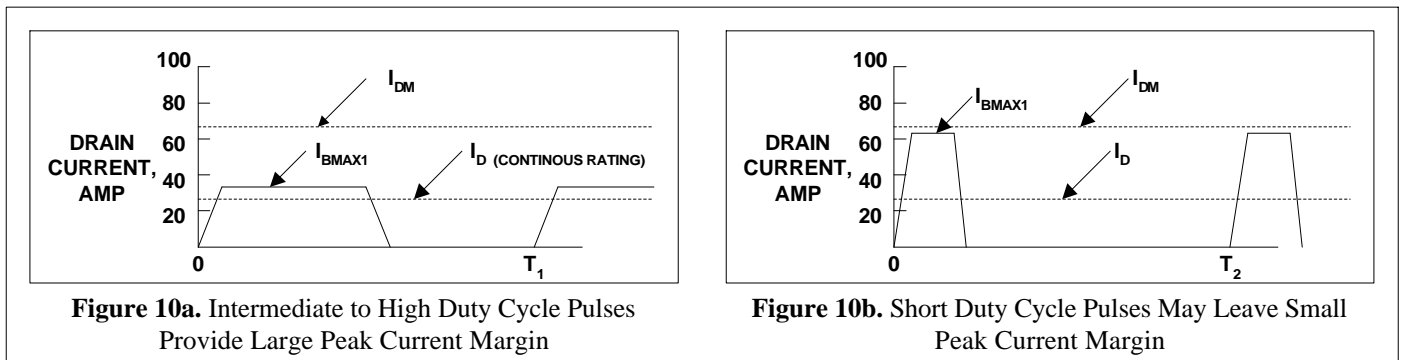 100
80
60
40
20
DRAIN
CURRENT,
AMP
I_DM
I_BMAX1
I_D (CONTINOUS RATING)
0
T_1
Figure 10a. Intermediate to High Duty Cycle Pulses
Provide Large Peak Current Margin
100
80
60
40
20
DRAIN
CURRENT,
AMP
I_BMAX1
I_DM
I_D
0
T_2
Figure 10b. Short Duty Cycle Pulses May Leave Small
Peak Current Margin